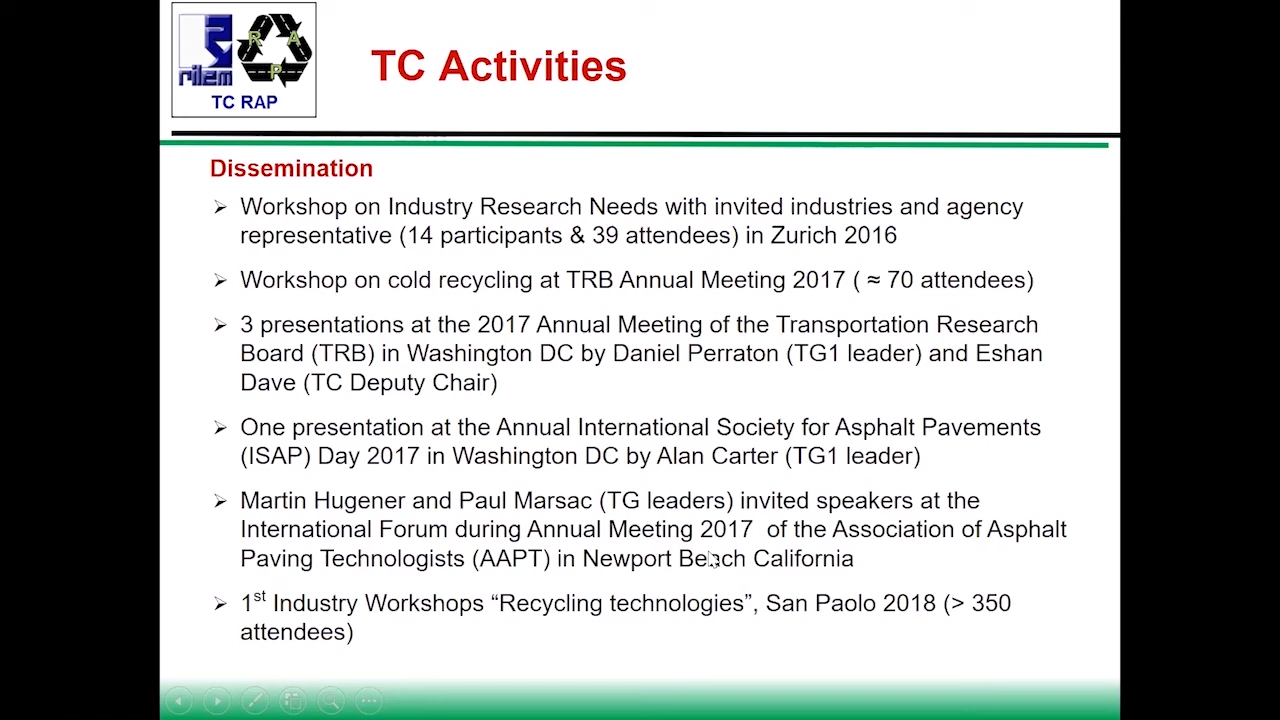 rilem
R A P
TC RAP
TC Activities
Dissemination
➢ Workshop on Industry Research Needs with invited industries and agency
representative (14 participants & 39 attendees) in Zurich 2016
➢ Workshop on cold recycling at TRB Annual Meeting 2017 ( ≈ 70 attendees)
➢ 3 presentations at the 2017 Annual Meeting of the Transportation Research
Board (TRB) in Washington DC by Daniel Perraton (TG1 leader) and Eshan
Dave (TC Deputy Chair)
➢ One presentation at the Annual International Society for Asphalt Pavements
(ISAP) Day 2017 in Washington DC by Alan Carter (TG1 leader)
➢ Martin Hugener and Paul Marsac (TG leaders) invited speakers at the
International Forum during Annual Meeting 2017 of the Association of Asphalt
Paving Technologists (AAPT) in Newport Beach California
➢ 1st Industry Workshops “Recycling technologies”, San Paolo 2018 (> 350
attendees)